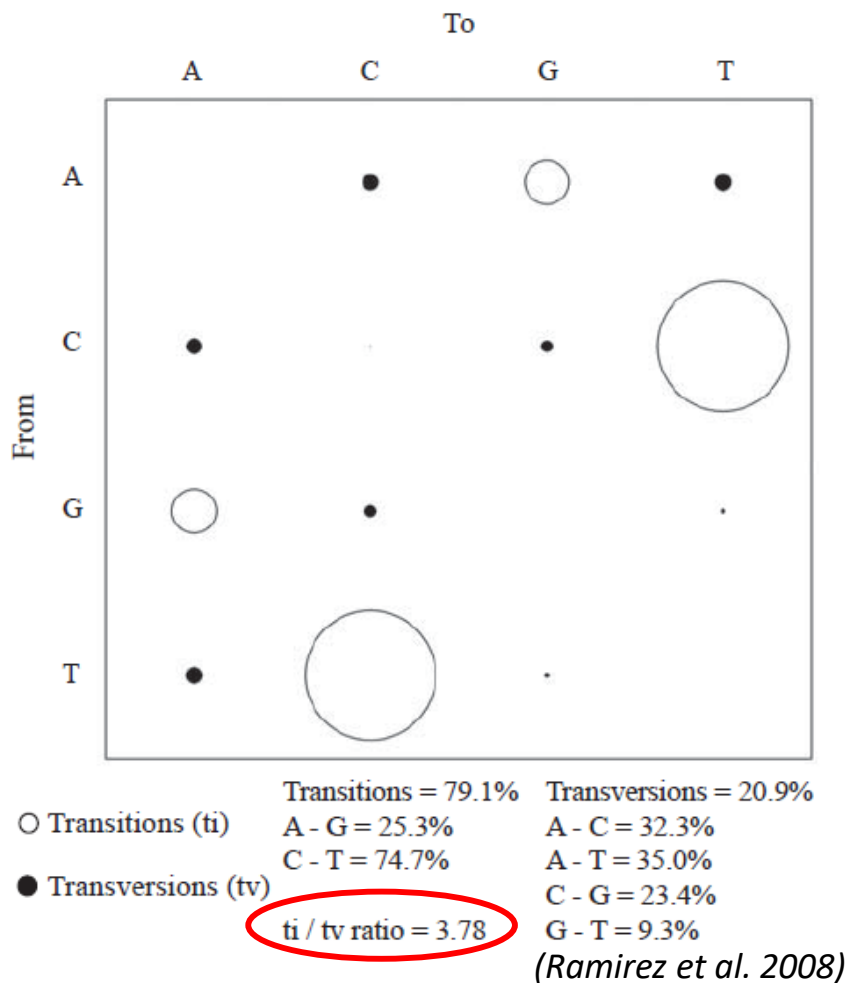 To
A C G T
A
C
G
T
From
○ Transitions (ti)
● Transversions (tv)
Transitions = 79.1%
A - G = 25.3%
C - T = 74.7%
ti / tv ratio = 3.78
Transversions = 20.9%
A - C = 32.3%
A - T = 35.0%
C - G = 23.4%
G - T = 9.3%
(Ramirez et al. 2008)